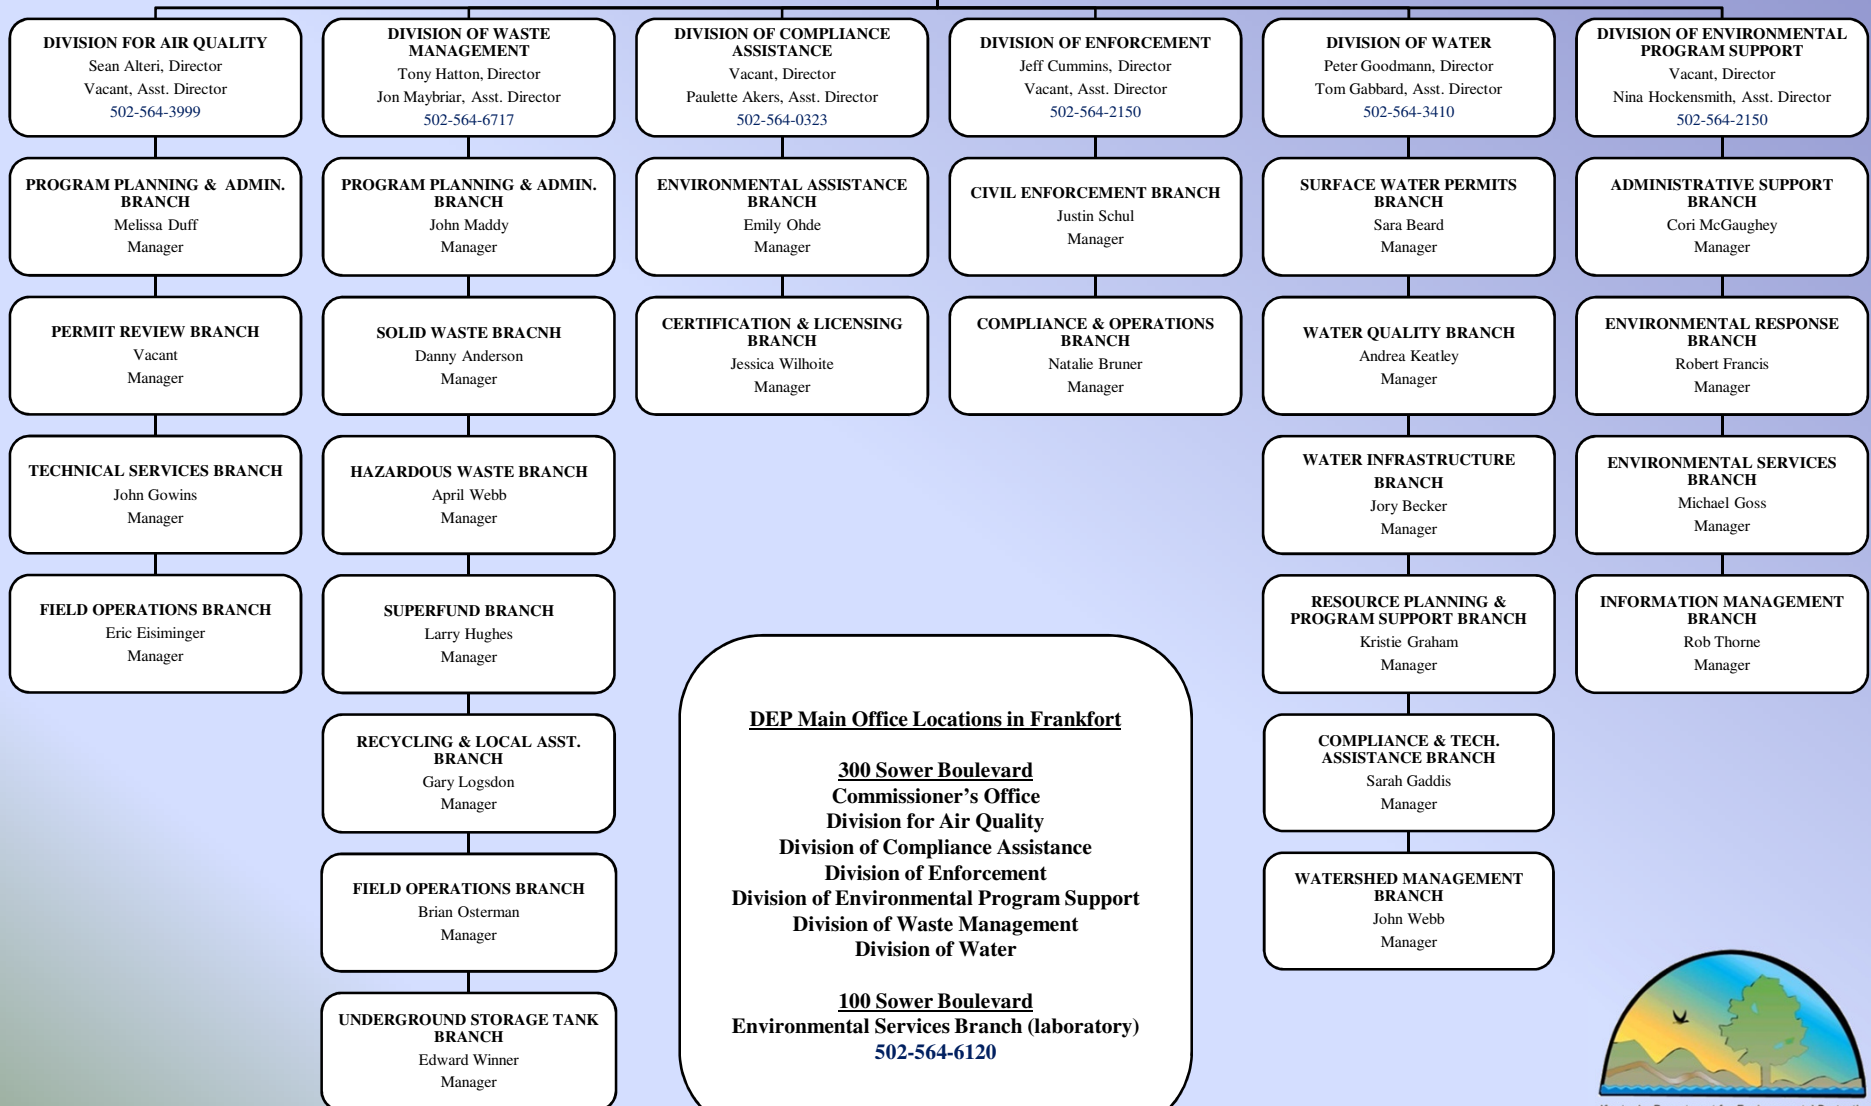 DIVISION FOR AIR QUALITY
Sean Alteri, Director
Vacant, Asst. Director
502-564-3999
PROGRAM PLANNING & ADMIN.
BRANCH
Melissa Duff
Manager
PERMIT REVIEW BRANCH
Vacant
Manager
TECHNICAL SERVICES BRANCH
John Gowins
Manager
FIELD OPERATIONS BRANCH
Eric Eisiminger
Manager
DIVISION OF WASTE
MANAGEMENT
Tony Hatton, Director
Jon Maybriar, Asst. Director
502-564-6717
PROGRAM PLANNING & ADMIN.
BRANCH
John Maddy
Manager
SOLID WASTE BRACNH
Danny Anderson
Manager
HAZARDOUS WASTE BRANCH
April Webb
Manager
SUPERFUND BRANCH
Larry Hughes
Manager
RECYCLING & LOCAL ASST.
BRANCH
Gary Logsdon
Manager
FIELD OPERATIONS BRANCH
Brian Osterman
Manager
UNDERGROUND STORAGE TANK
BRANCH
Edward Winner
Manager
DIVISION OF COMPLIANCE
ASSISTANCE
Vacant, Director
Paulette Akers, Asst. Director
502-564-0323
ENVIRONMENTAL ASSISTANCE
BRANCH
Emily Ohde
Manager
CERTIFICATION & LICENSING
BRANCH
Jessica Wilhoite
Manager
DIVISION OF ENFORCEMENT
Jeff Cummins, Director
Vacant, Asst. Director
502-564-2150
CIVIL ENFORCEMENT BRANCH
Justin Schul
Manager
COMPLIANCE & OPERATIONS
BRANCH
Natalie Bruner
Manager
DIVISION OF WATER
Peter Goodmann, Director
Tom Gabbard, Asst. Director
502-564-3410
SURFACE WATER PERMITS
BRANCH
Sara Beard
Manager
WATER QUALITY BRANCH
Andrea Keatley
Manager
WATER INFRASTRUCTURE
BRANCH
Jory Becker
Manager
RESOURCE PLANNING &
PROGRAM SUPPORT BRANCH
Kristie Graham
Manager
COMPLIANCE & TECH.
ASSISTANCE BRANCH
Sarah Gaddis
Manager
WATERSHED MANAGEMENT
BRANCH
John Webb
Manager
DIVISION OF ENVIRONMENTAL
PROGRAM SUPPORT
Vacant, Director
Nina Hockensmith, Asst. Director
502-564-2150
ADMINISTRATIVE SUPPORT
BRANCH
Cori McGaughey
Manager
ENVIRONMENTAL RESPONSE
BRANCH
Robert Francis
Manager
ENVIRONMENTAL SERVICES
BRANCH
Michael Goss
Manager
INFORMATION MANAGEMENT
BRANCH
Rob Thorne
Manager
DEP Main Office Locations in Frankfort
300 Sower Boulevard
Commissioner’s Office
Division for Air Quality
Division of Compliance Assistance
Division of Enforcement
Division of Environmental Program Support
Division of Waste Management
Division of Water
100 Sower Boulevard
Environmental Services Branch (laboratory)
502-564-6120